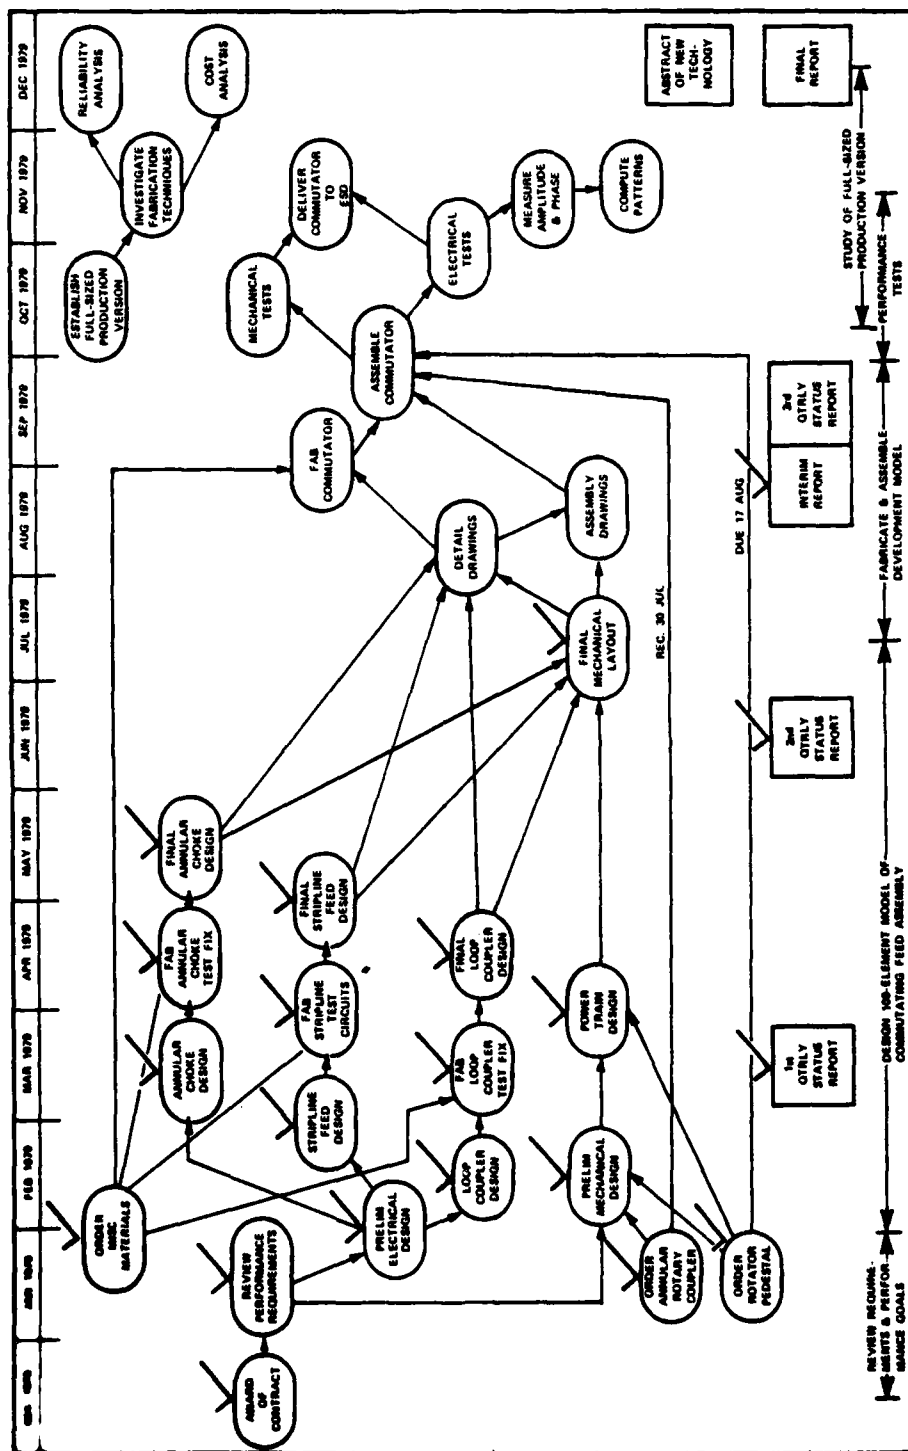 FEB 1979
MAR 1979
APR 1979
MAY 1979
JUN 1979
JUL 1979
AUG 1979
SEP 1979
OCT 1979
NOV 1979
DEC 1979
ORDER
MATERIALS
ANNULAR
CHOKE
DESIGN
FAB
ANNULAR
CHOKE
TEST FIX
FINAL
ANNULAR
CHOKE
DESIGN
ESTABLISH
FULL-SIZED
PRODUCTION
VERSION
INVESTIGATE
FABRICATION
TECHNIQUES
RELIABILITY
ANALYSIS
COST
ANALYSIS
AWARD
OF
CONTRACT
REVIEW
PERFORMANCE
REQUIREMENTS
STRIPLINE
FEED
DESIGN
FAB
STRIPLINE
TEST
CIRCUITS
FINAL
STRIPLINE
FEED
DESIGN
FAB
COMMUTATOR
MECHANICAL
TESTS
DELIVER
COMMUTATOR
TO
ESD
PRELIM
ELECTRICAL
DESIGN
ASSEMBLE
COMMUTATOR
LOOP
COUPLER
DESIGN
FAB
LOOP
COUPLER
TEST FIX
FINAL
LOOP
COUPLER
DESIGN
DETAIL
DRAWINGS
ELECTRICAL
TESTS
MEASURE
AMPLITUDE
& PHASE
COMPUTE
PATTERNS
PRELIM
MECHANICAL
DESIGN
POWER
TRAIN
DESIGN
FINAL
MECHANICAL
LAYOUT
ASSEMBLY
DRAWINGS
ORDER
ANNULAR
ROTARY
COUPLER
REC. 30 JUL
ORDER
ROTATOR
PEDESTAL
DUE 17 AUG
ABSTRACT
OF NEW
TECH-
NOLOGY
1st
QTRLY
STATUS
REPORT
2nd
QTRLY
STATUS
REPORT
INTERIM
REPORT
3rd
QTRLY
STATUS
REPORT
FINAL
REPORT
STUDY OF FULL-SIZED
PRODUCTION VERSION
REVIEW REQUIRE-
MENTS & PERFOR-
MANCE GOALS
DESIGN 100-ELEMENT MODEL OF
COMMUTATING FEED ASSEMBLY
FABRICATE & ASSEMBLE
DEVELOPMENT MODEL
PERFORMANCE
TESTS